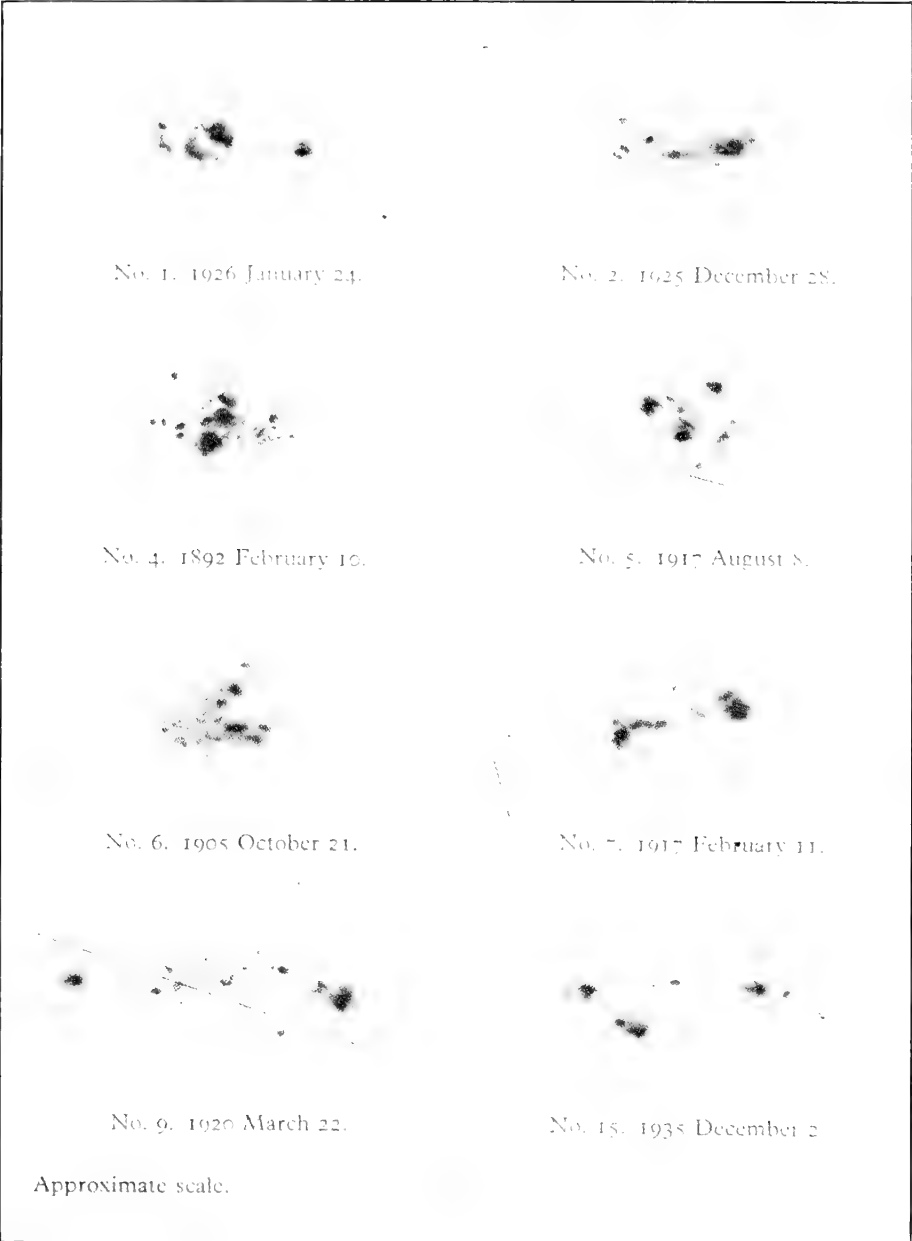 No. 1. 1926 January 24.
No. 2. 1925 December 28.
No. 4. 1892 February 10.
No. 5. 1917 August 8.
No. 6. 1905 October 21.
No. 7. 1917 February 11.
No. 9. 1920 March 22.
No. 15. 1935 December 2
Approximate scale.